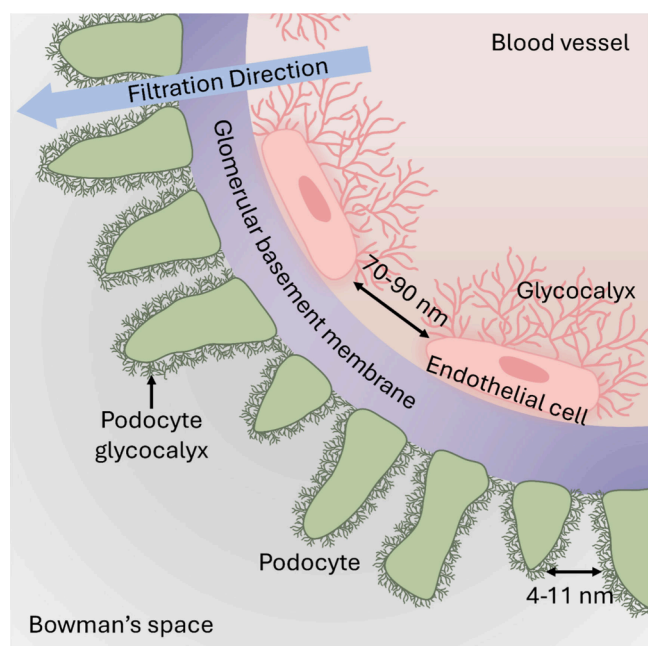 Blood vessel
Filtration Direction
Glomerular basement membrane
70-90 nm
Glycocalyx
Endothelial cell
Podocyte
glycocalyx
Podocyte
4-11 nm
Bowman’s space